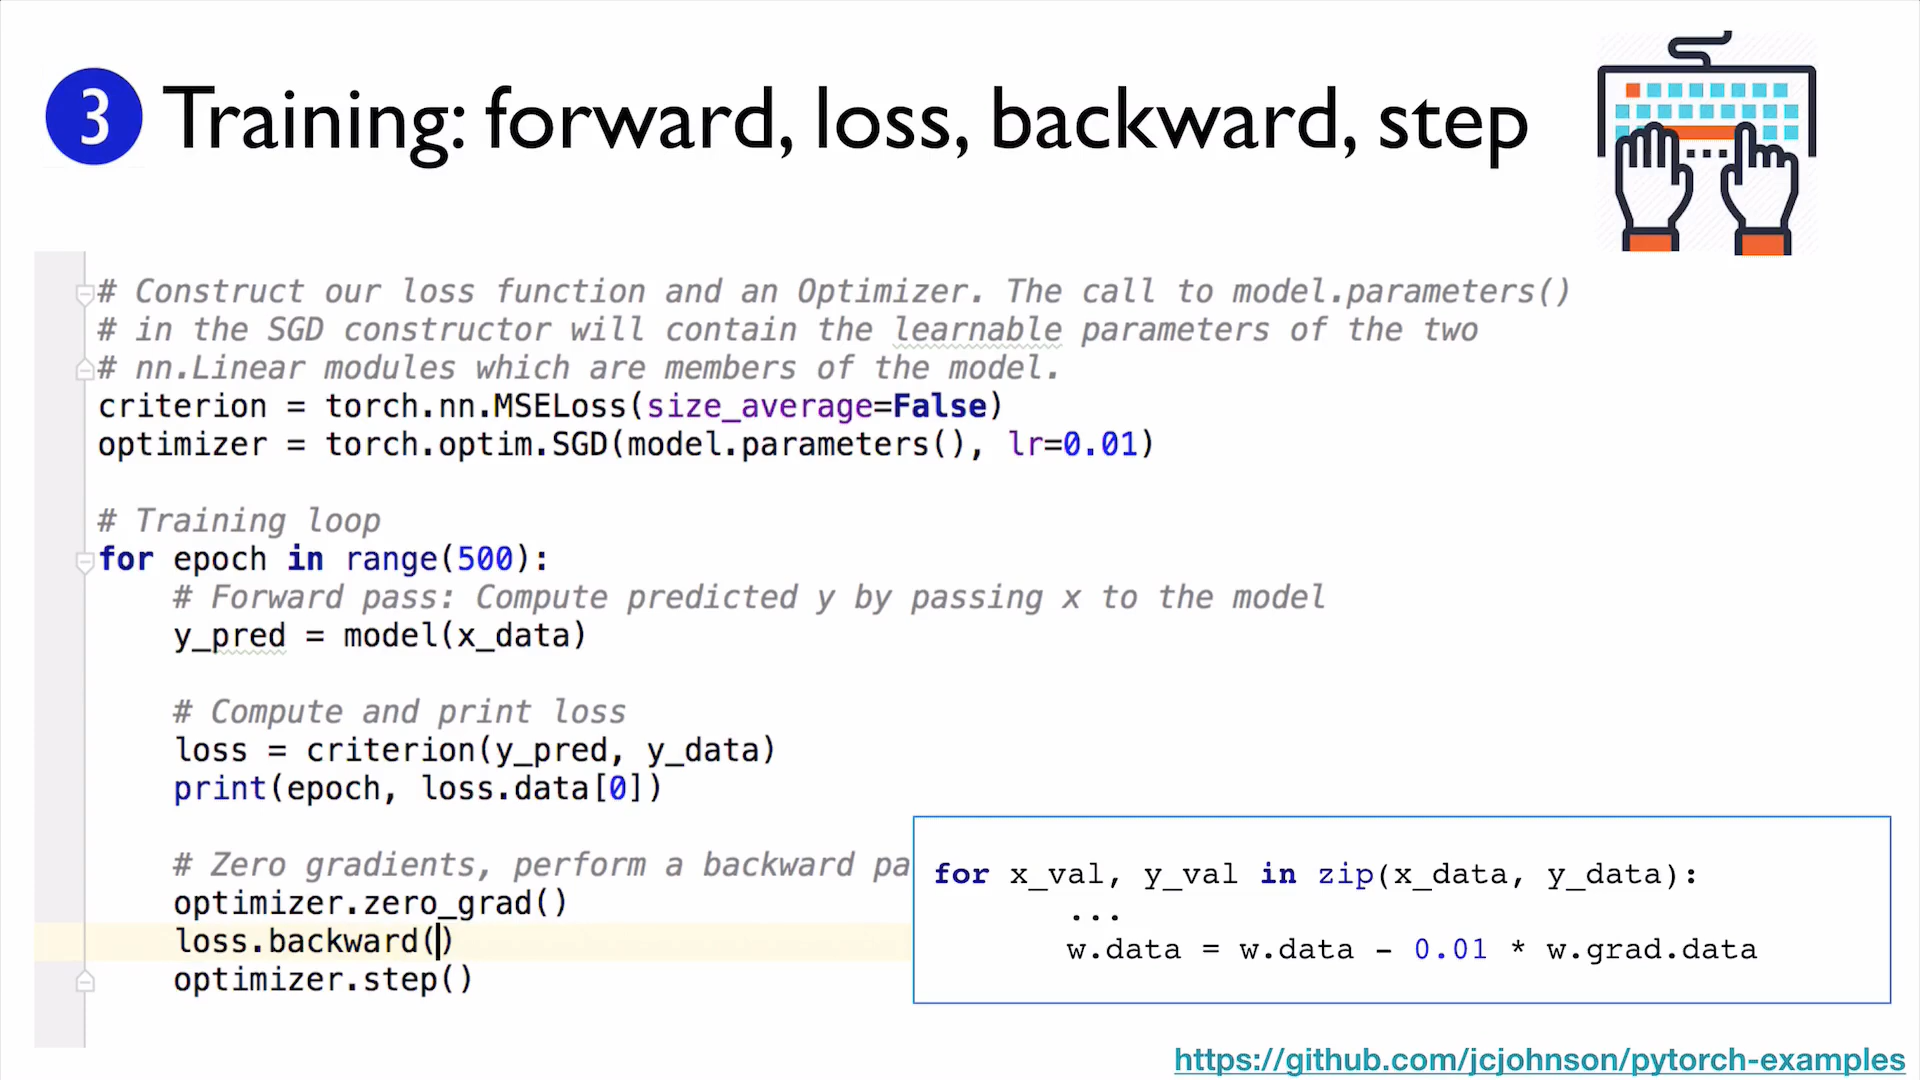 3 Training: forward, loss, backward, step
# Construct our loss function and an Optimizer. The call to model.parameters()
# in the SGD constructor will contain the learnable parameters of the two
# nn.Linear modules which are members of the model.
criterion = torch.nn.MSELoss(size_average=False)
optimizer = torch.optim.SGD(model.parameters(), lr=0.01)
# Training loop
for epoch in range(500):
# Forward pass: Compute predicted y by passing x to the model
y_pred = model(x_data)
# Compute and print loss
loss = criterion(y_pred, y_data)
print(epoch, loss.data[0])
# Zero gradients, perform a backward pa
optimizer.zero_grad()
loss.backward()
optimizer.step()
for x_val, y_val in zip(x_data, y_data):
...
w.data = w.data - 0.01 * w.grad.data
https://github.com/jcjohnson/pytorch-examples